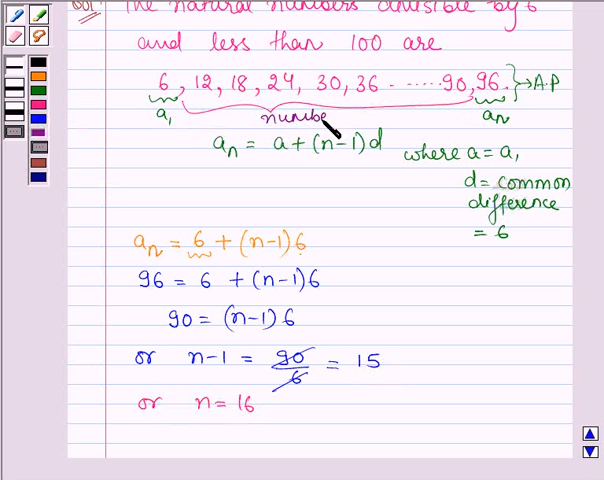 Sol: The natural numbers divisible by 6
and less than 100 are
6, 12, 18, 24, 30, 36 - ..... 90, 96. → A.P
a₁ numbe aₙ
aₙ = a + (n-1)d where a = a₁
d = common
difference
= 6
aₙ = 6 + (n-1)6
96 = 6 + (n-1)6
90 = (n-1)6
or n-1 = 90/6 = 15
or n = 16